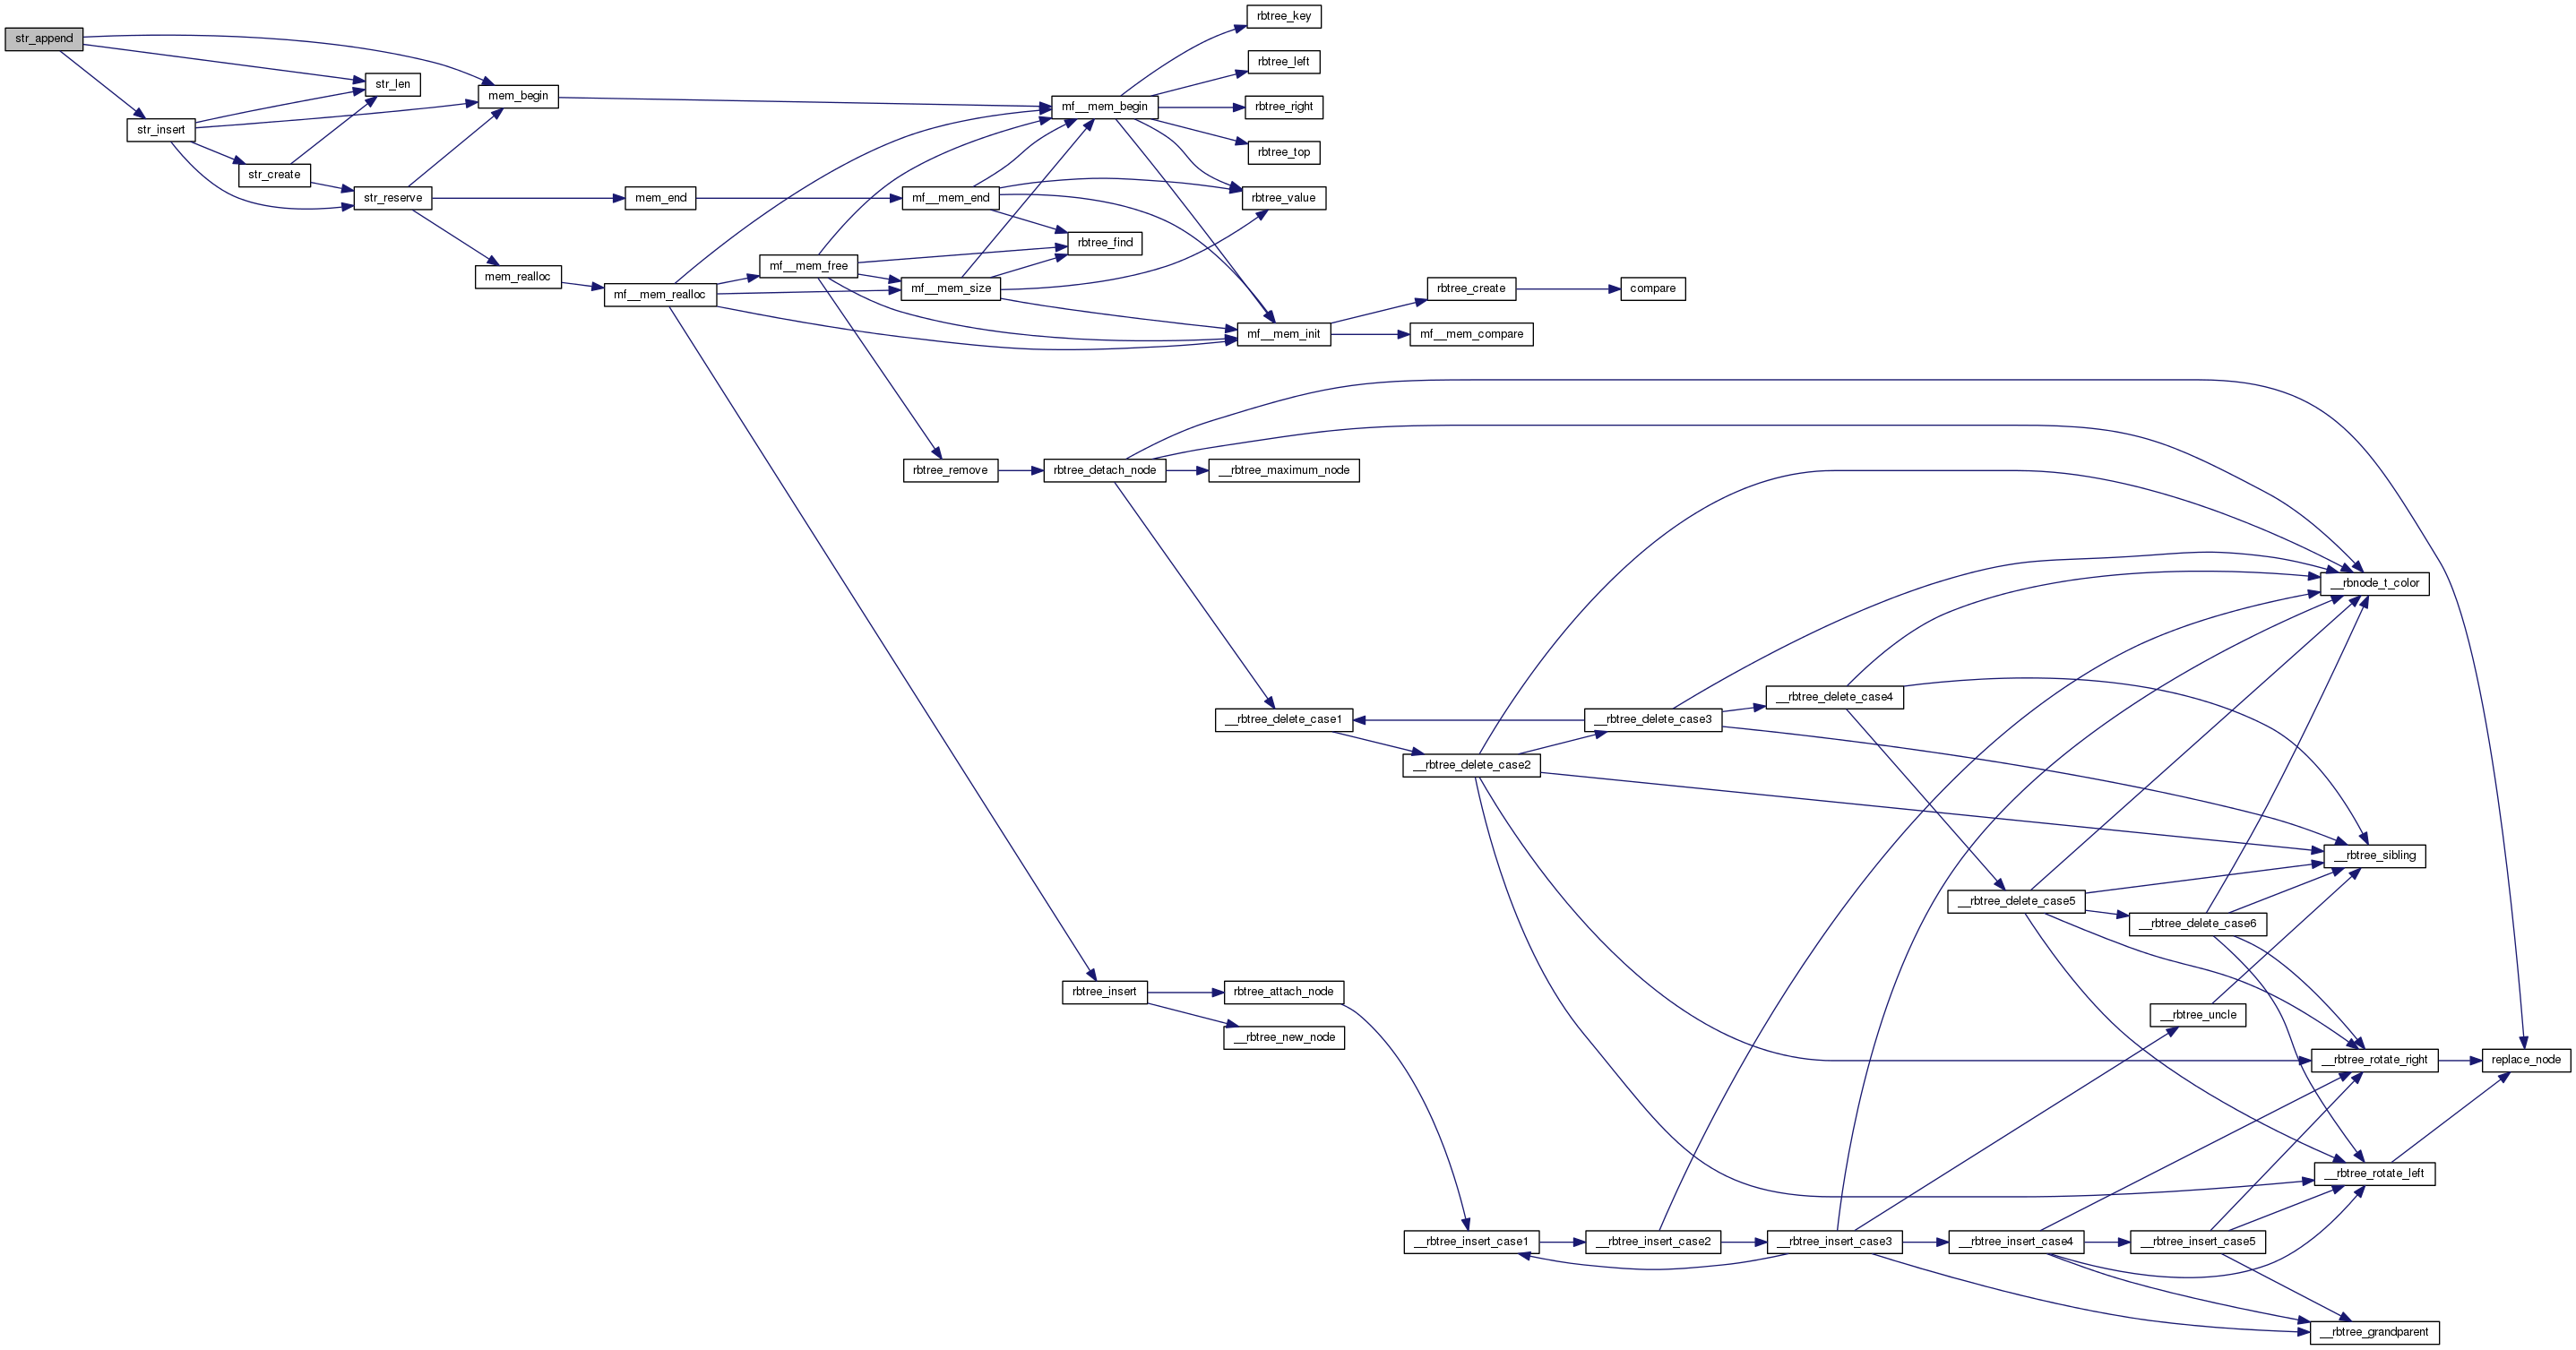 str_append
rbtree_key
rbtree_left
str_len
mem_begin
mf__mem_begin
rbtree_right
str_insert
rbtree_top
str_create
str_reserve
mem_end
mf__mem_end
rbtree_value
rbtree_find
mf__mem_free
mem_realloc
mf__mem_realloc
mf__mem_size
rbtree_create
compare
mf__mem_init
mf__mem_compare
rbtree_remove
rbtree_detach_node
__rbtree_maximum_node
__rbnode_t_color
__rbtree_delete_case4
__rbtree_delete_case1
__rbtree_delete_case3
__rbtree_delete_case2
__rbtree_sibling
__rbtree_delete_case5
__rbtree_delete_case6
rbtree_insert
rbtree_attach_node
__rbtree_uncle
__rbtree_new_node
__rbtree_rotate_right
replace_node
__rbtree_rotate_left
__rbtree_insert_case1
__rbtree_insert_case2
__rbtree_insert_case3
__rbtree_insert_case4
__rbtree_insert_case5
__rbtree_grandparent